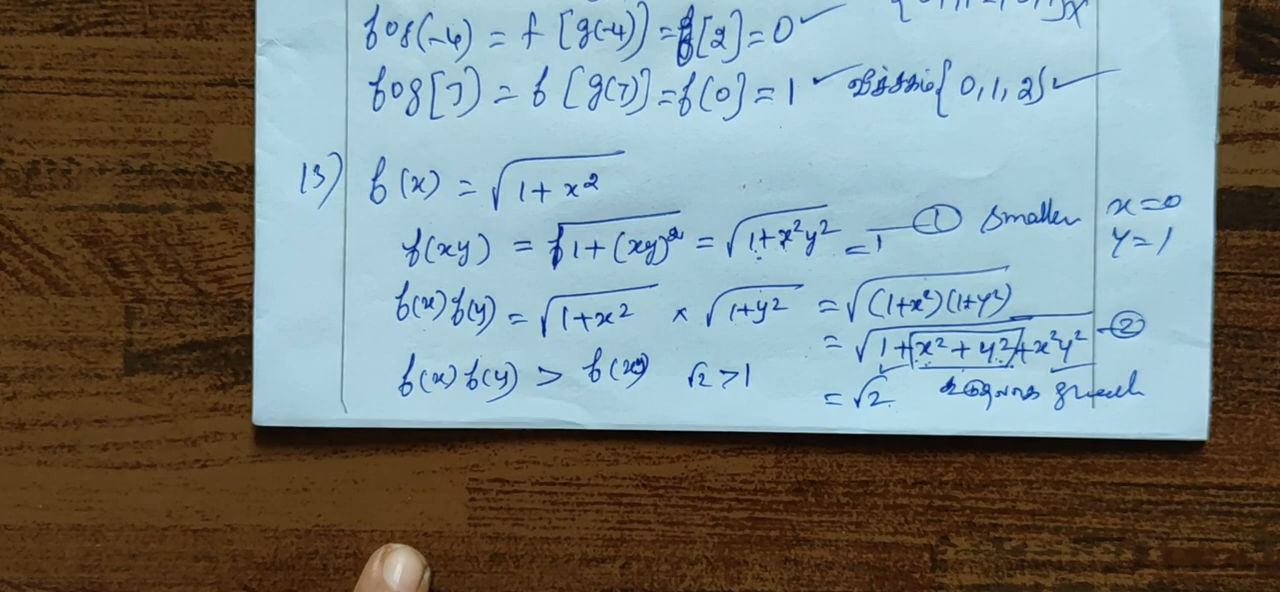 fog(-4) = f [g(-4)] = f[2] = 0 ✓
fog[7] = f [g(7)] = f(0] = 1 ✓ வீச்சகம் { 0, 1, 2} ✓
13) f(x) = √1 + x²
f(xy) = √1 + (xy)² = √1 + x²y² = 1 — ① Smaller x = 0
y = 1
f(x) f(y) = √1+x² × √1+y² = √(1+x²)(1+y²)
= √1 + x² + y² + x²y² — ②
f(x) f(y) > f(xy) √2 > 1
= √2